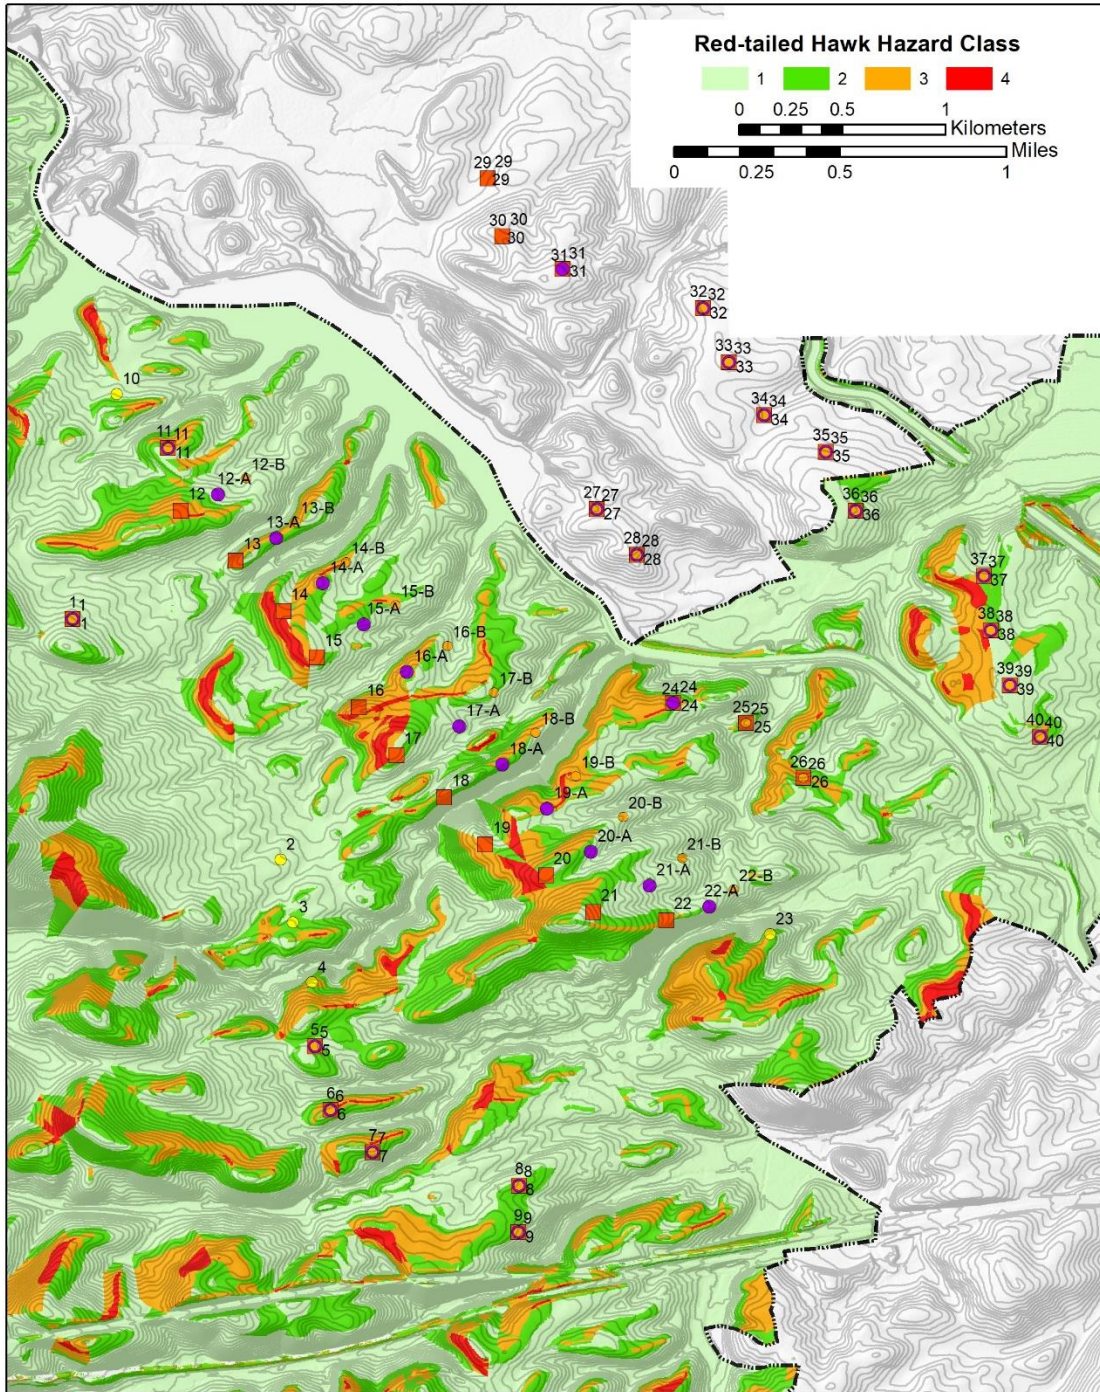 Red-tailed Hawk Hazard Class
1 2 3 4
0 0.25 0.5 1
Kilometers
Miles
0 0.25 0.5 1
29 29
29
30 30
30
31 31
31
32 32
32
33 33
33
34 34
34
35 35
35
36 36
36
27 27
27
28 28
28
37 37
37
38 38
38
39 39
39
40 40
40
10
11 11
11
12-B
12-A
12
13-B
13-A
13
14-B
14-A
14
15-B
15-A
15
1 1
1
16-B
16-A
16
17-B
17-A
17
18-B
18-A
18
24 24
24
25 25
25
26 26
26
19-B
19-A
19
20-B
20-A
20
21-B
21-A
21
22-B
22-A
22
23
2
3
4
5 5
5
6 6
6
7 7
7
8 8
8
9 9
9